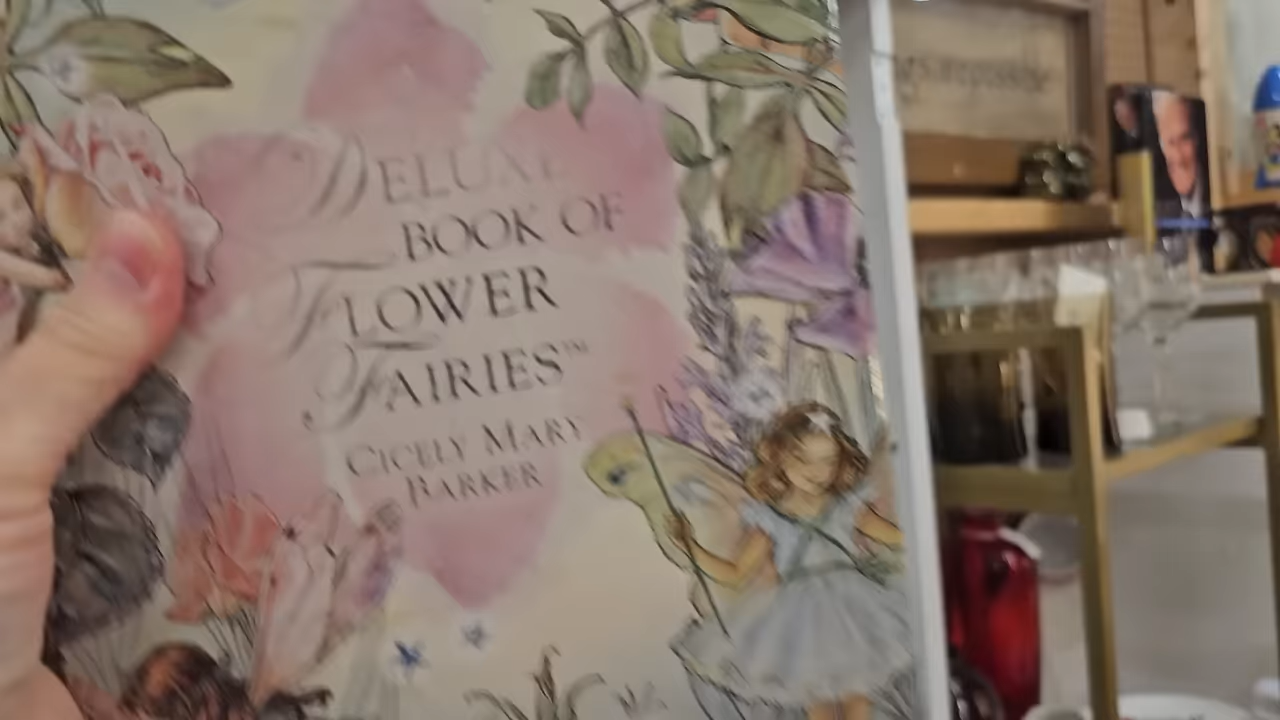 DELUXE
BOOK OF
FLOWER
FAIRIES™
CICELY MARY
BARKER